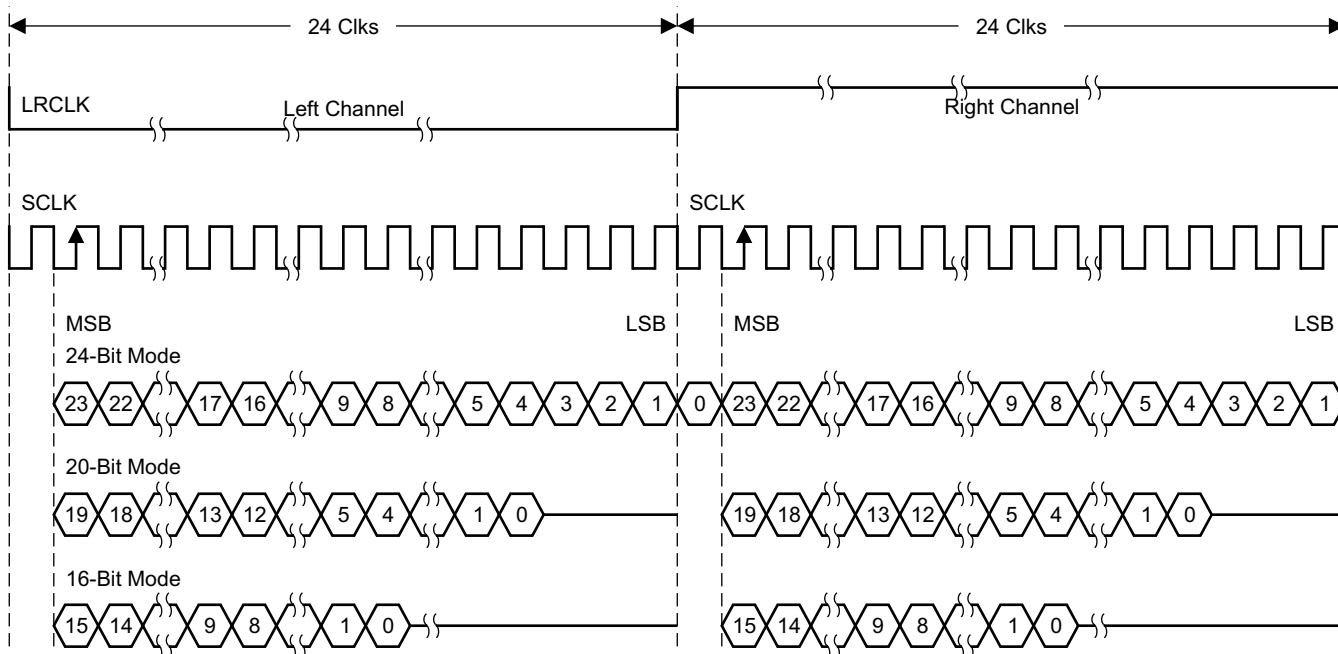 24 Clks 24 Clks
LRCLK Left Channel Right Channel
SCLK SCLK
MSB LSB MSB LSB
24-Bit Mode
23 22 17 16 9 8 5 4 3 2 1 0 23 22 17 16 9 8 5 4 3 2 1
20-Bit Mode
19 18 13 12 5 4 1 0 19 18 13 12 5 4 1 0
16-Bit Mode
15 14 9 8 1 0 15 14 9 8 1 0